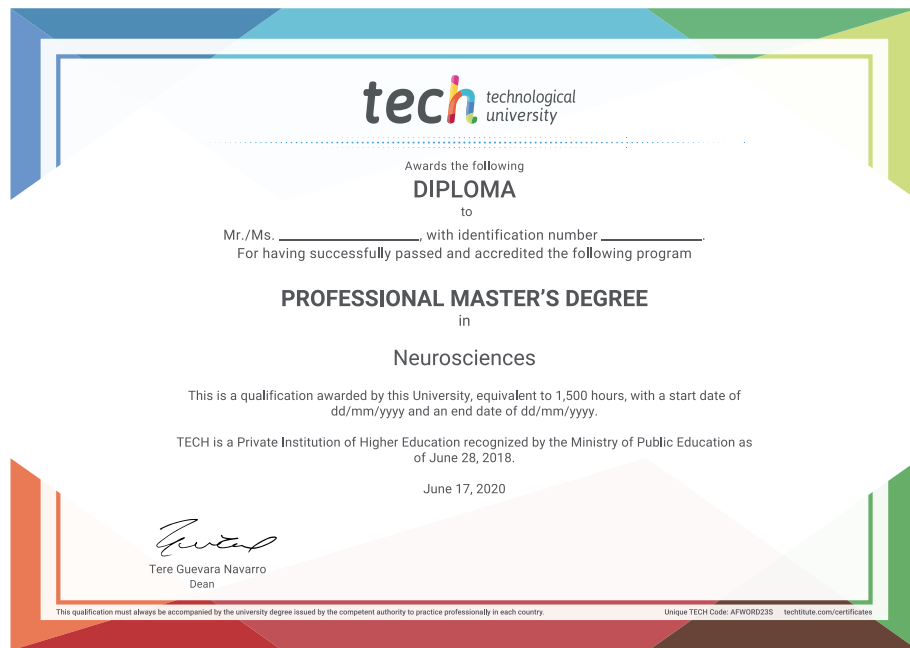 tech technological
university
Awards the following
DIPLOMA
to
Mr./Ms. ____________________, with identification number ______________.
For having successfully passed and accredited the following program
PROFESSIONAL MASTER'S DEGREE
in
Neurosciences
This is a qualification awarded by this University, equivalent to 1,500 hours, with a start date of
dd/mm/yyyy and an end date of dd/mm/yyyy.
TECH is a Private Institution of Higher Education recognized by the Ministry of Public Education as
of June 28, 2018.
June 17, 2020
Tere Guevara Navarro
Dean
This qualification must always be accompanied by the university degree issued by the competent authority to practice professionally in each country. Unique TECH Code: AFWORD23S techtitute.com/certificates